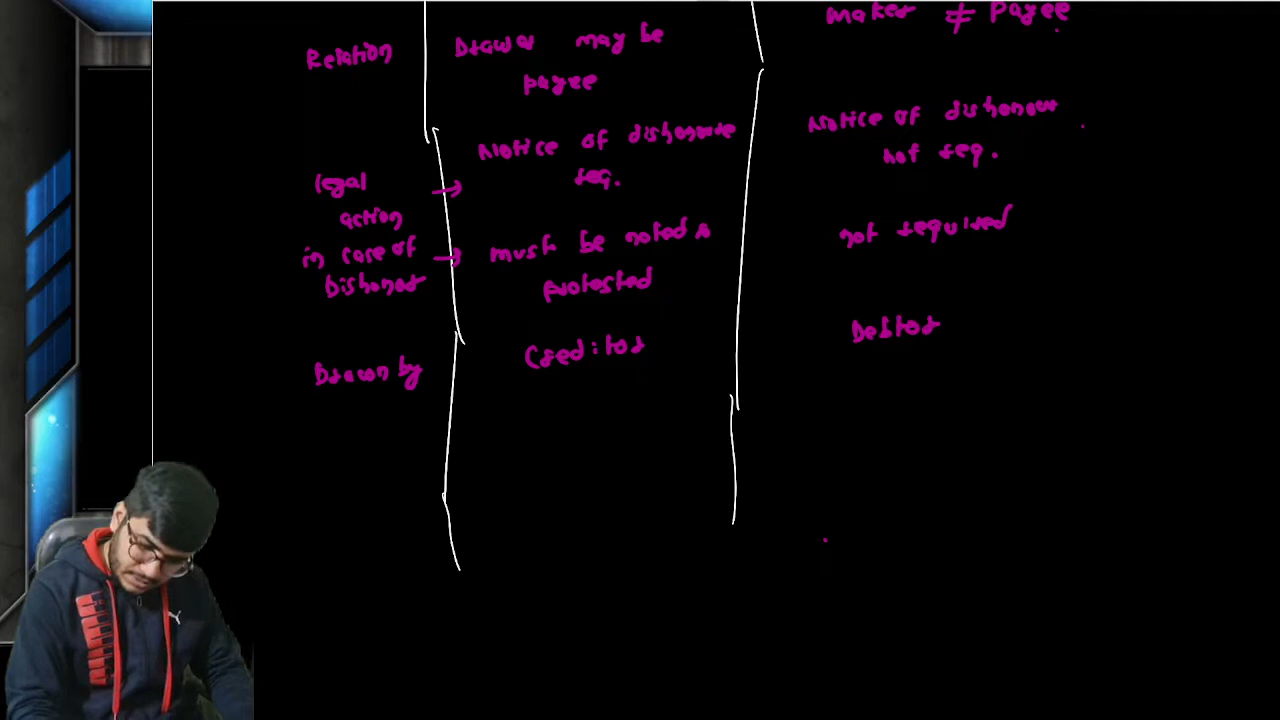 Maker ≠ Payee
Relation
Drawer may be
payee
Notice of dishonour
req.
Notice of dishonour
not req.
legal
action
in case of
Dishonor
must be noted &
protested
not required
Drawn by
Creditor
Debtor